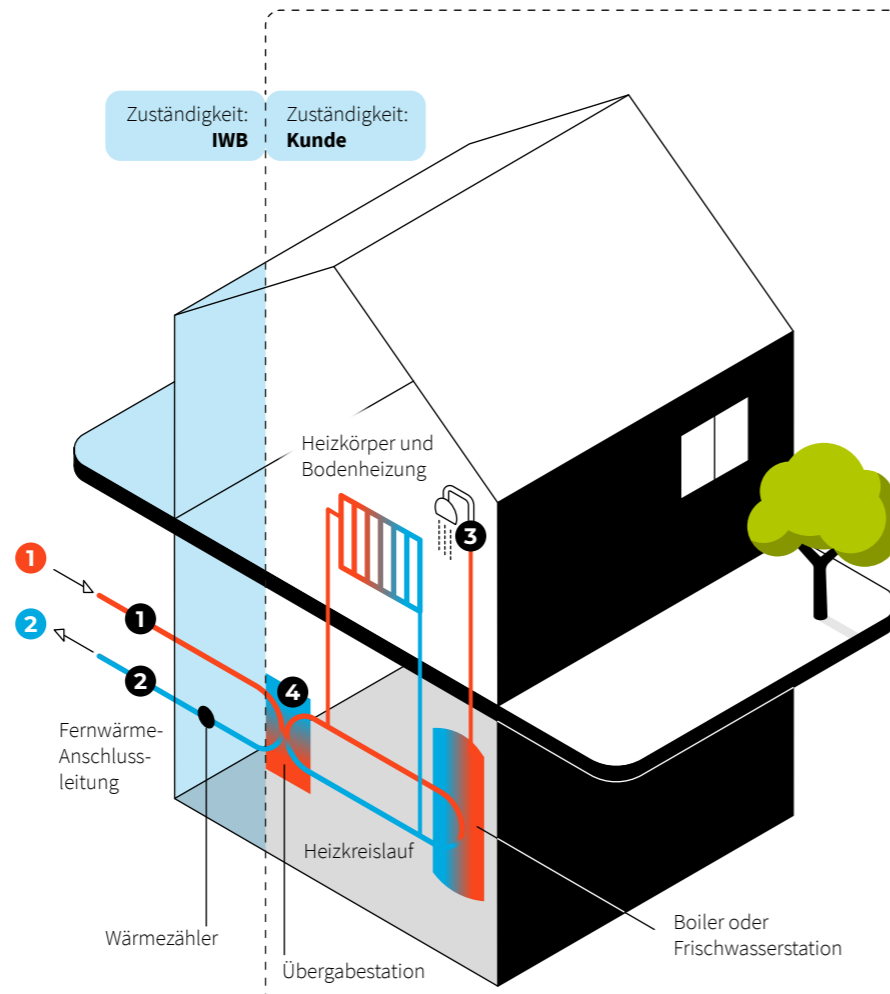 Zuständigkeit:
IWB
Zuständigkeit:
Kunde
Heizkörper und
Bodenheizung
3
1
1
2
2
4
Fernwärme-
Anschluss-
leitung
Heizkreislauf
Wärmezähler
Übergabestation
Boiler oder
Frischwasserstation